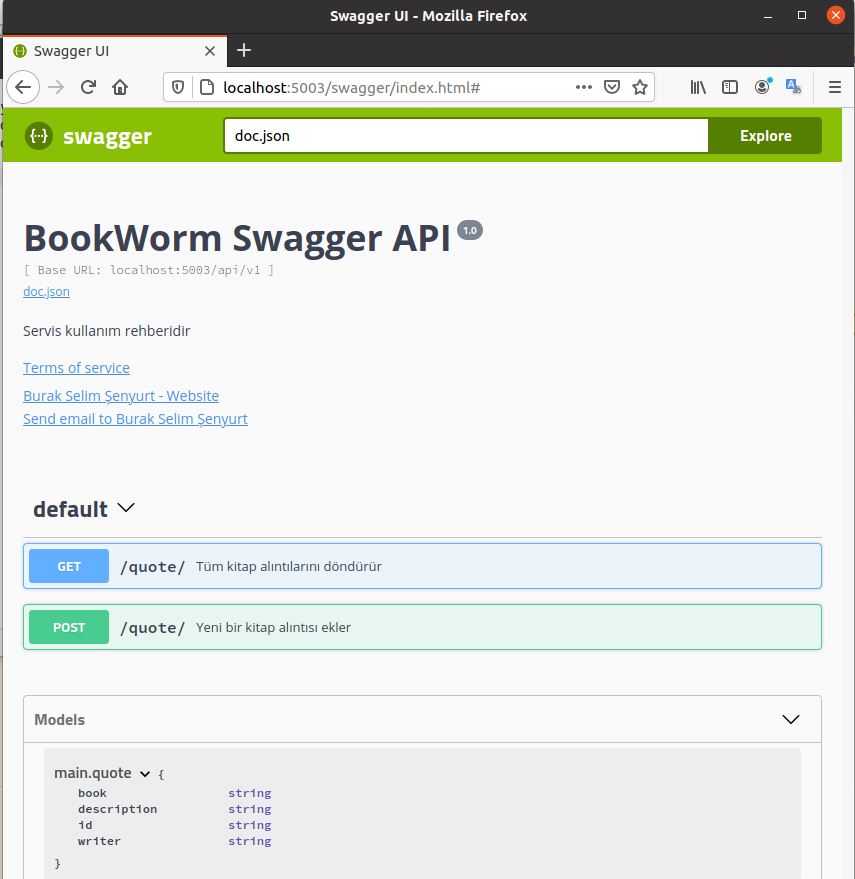 Swagger UI - Mozilla Firefox
Swagger UI
localhost:5003/swagger/index.html#
swagger
doc.json
Explore
BookWorm Swagger API 1.0
[ Base URL: localhost:5003/api/v1 ]
doc.json
Servis kullanım rehberidir
Terms of service
Burak Selim Şenyurt - Website
Send email to Burak Selim Şenyurt
default
GET /quote/ Tüm kitap alıntılarını döndürür
POST /quote/ Yeni bir kitap alıntısı ekler
Models
main.quote {
book string
description string
id string
writer string
}